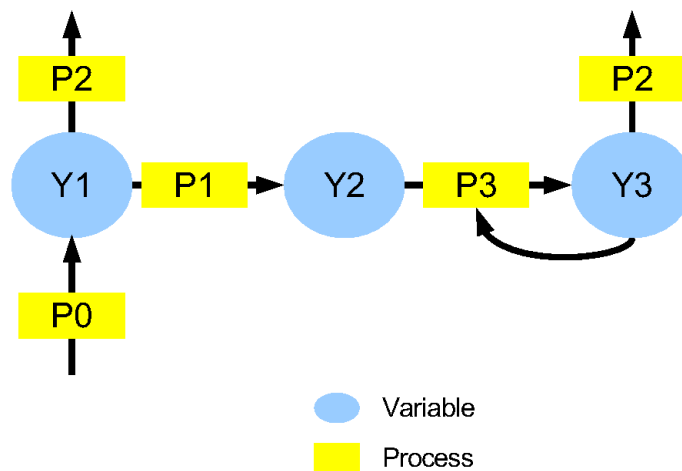 P2 P2
Y1 P1 Y2 P3 Y3
P0
Variable
Process